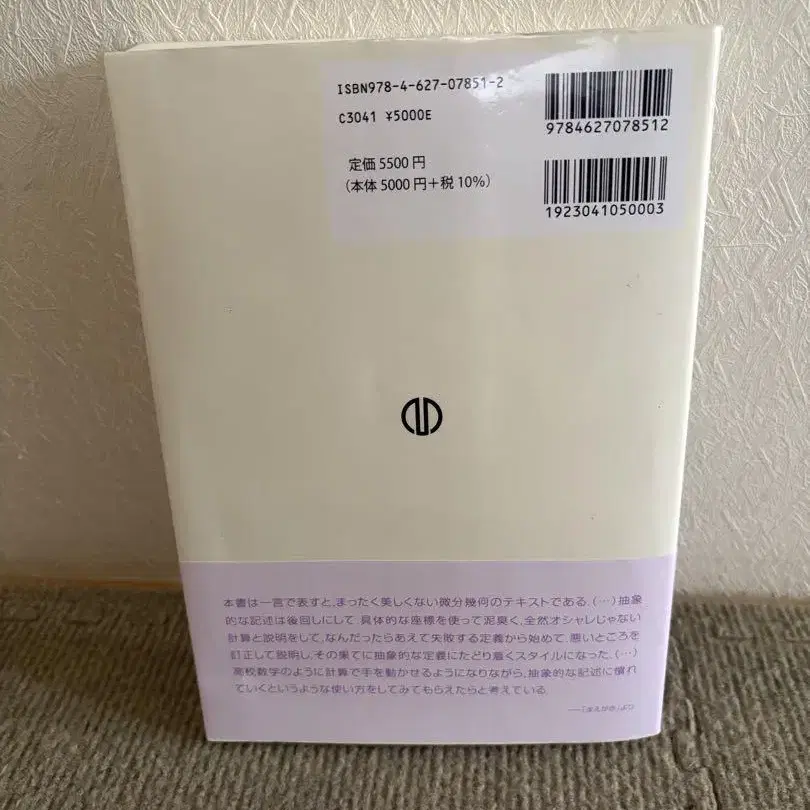 ISBN978-4-627-07851-2
C3041 ¥5000E
9784627078512
定価 5500 円
(本体 5000 円+税 10%)
1923041050003
本書は一言で表すと,まったく美しくない微分幾何のテキストである.(…)抽象
的な記述は後回しにして,具体的な座標を使って泥臭く,全然オシャレじゃない
計算と説明をして,なんだったらあえて失敗する定義から始めて,悪いところを
訂正して説明し,その果てに抽象的な定義にたどり着くスタイルになった.(…)
高校数学のように計算で手を動かせるようになりながら,抽象的な記述に慣れ
ていくというような使い方をしてみてもらえたらと考えている.
──「まえがき」より